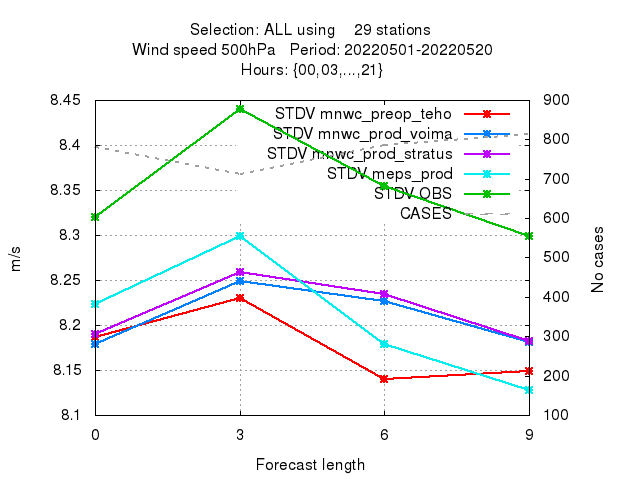 Selection: ALL using    29 stations
Wind speed 500hPa   Period: 20220501-20220520
Hours: {00,03,...,21}
8.45
8.4
8.35
8.3
8.25
8.2
8.15
8.1
m/s
900
800
700
600
500
400
300
200
100
No cases
STDV mnwc_preop_teho
STDV mnwc_prod_voima
STDV mnwc_prod_stratus
STDV meps_prod
STDV OBS
CASES
0 3 6 9
Forecast length